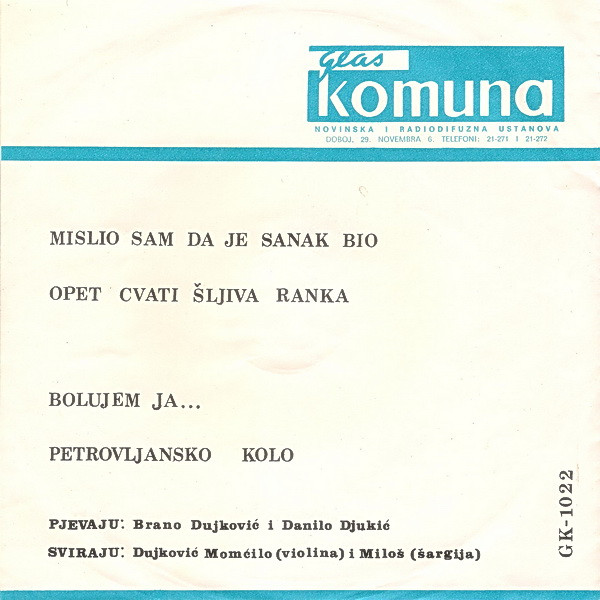 glas
komuna
NOVINSKA I RADIODIFUZNA USTANOVA
DOBOJ, 29. NOVEMBRA 6. TELEFONI: 21-271 I 21-272
MISLIO SAM DA JE SANAK BIO
OPET CVATI ŠLJIVA RANKA
BOLUJEM JA...
PETROVLJANSKO KOLO
PJEVAJU: Brano Dujković i Danilo Djukić
SVIRAJU: Dujković Momćilo (violina) i Miloš (šargija)
GK-1022